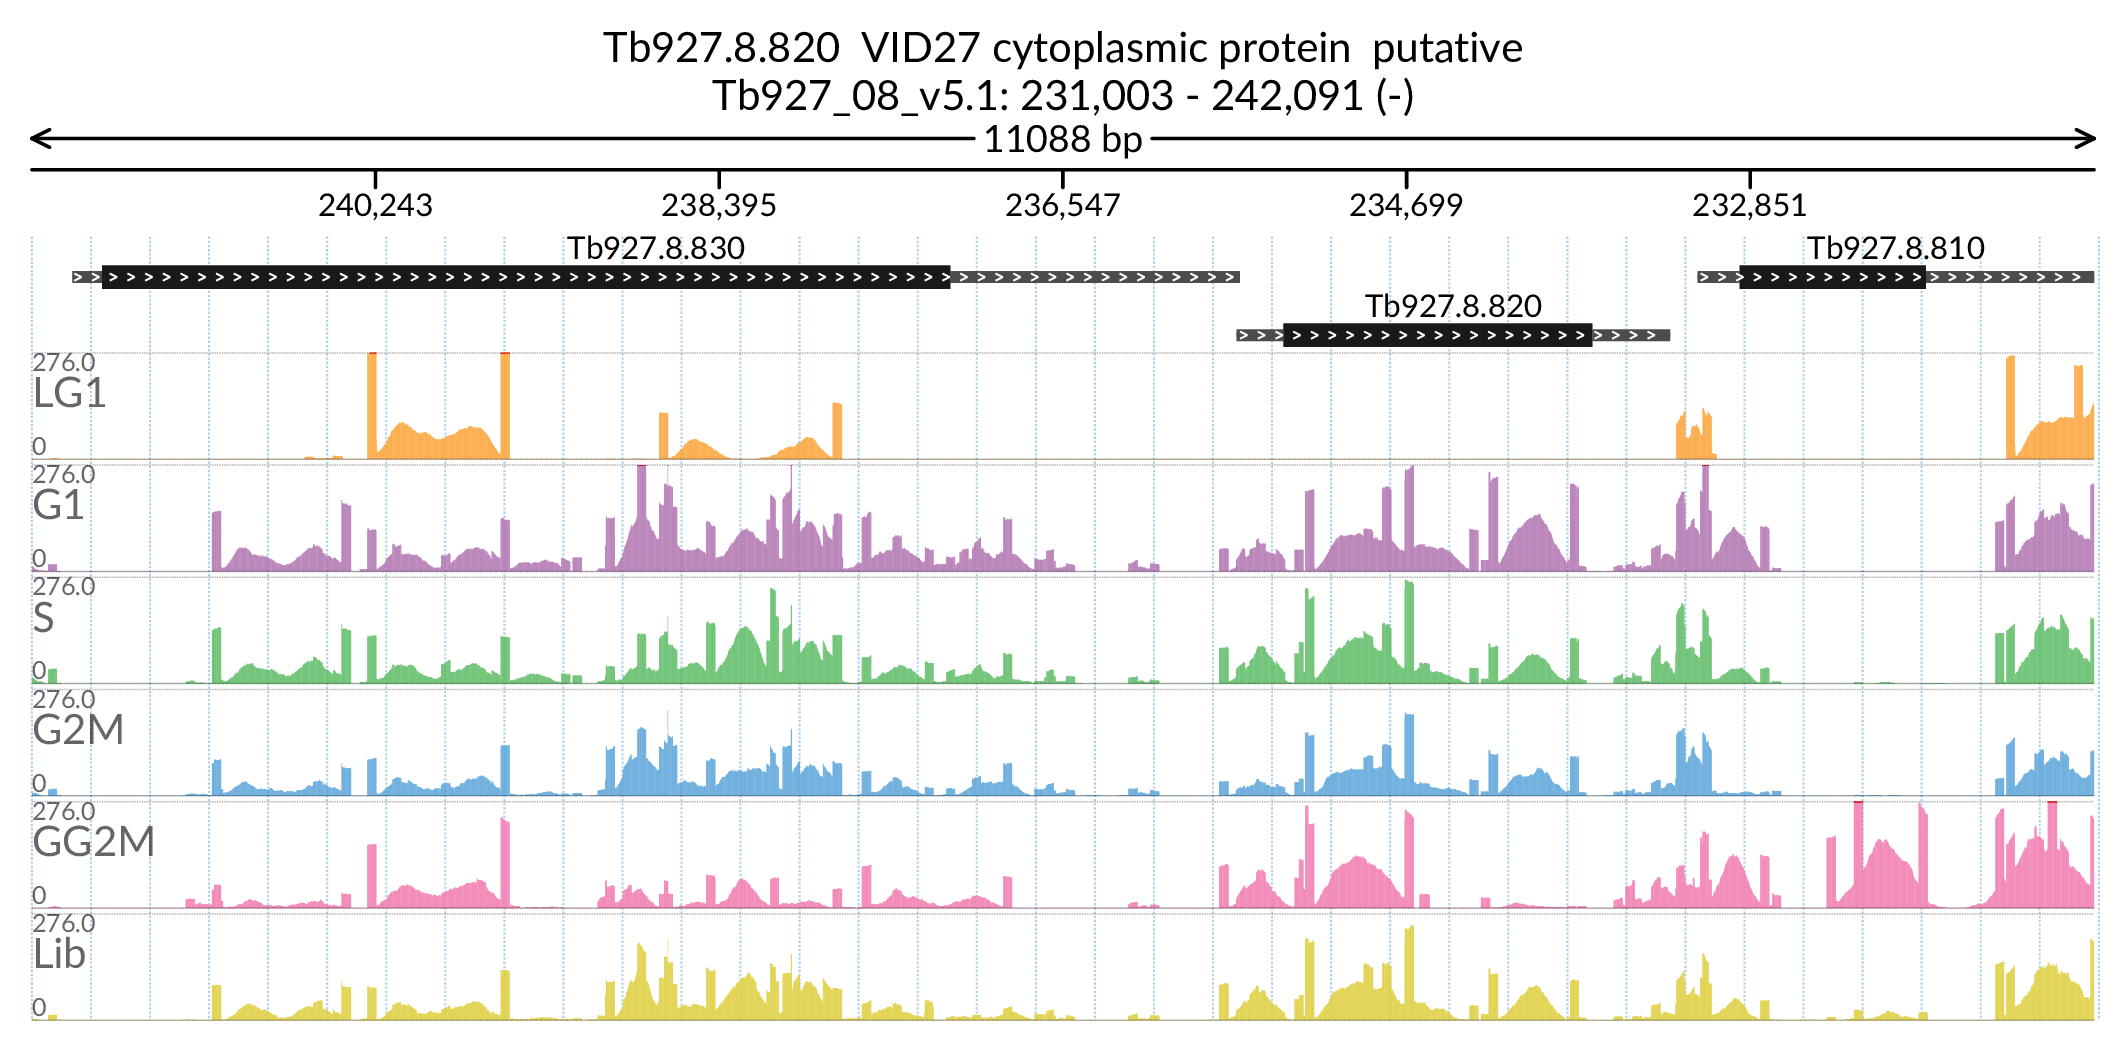 Tb927.8.820  VID27 cytoplasmic protein  putative
Tb927_08_v5.1: 231,003 - 242,091 (-)
11088 bp
240,243 238,395 236,547 234,699 232,851
Tb927.8.830 Tb927.8.810
Tb927.8.820
276.0
LG1
0
276.0
G1
0
276.0
S
0
276.0
G2M
0
276.0
GG2M
0
276.0
Lib
0